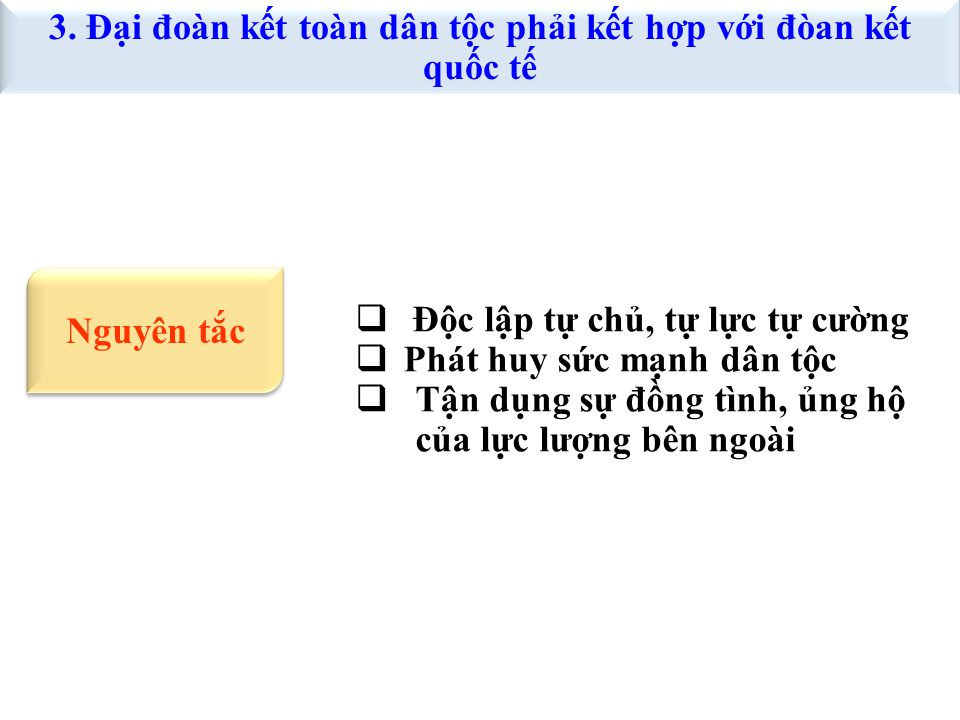 3. Đại đoàn kết toàn dân tộc phải kết hợp với đòan kết
quốc tế
Nguyên tắc
❑ Độc lập tự chủ, tự lực tự cường
❑ Phát huy sức mạnh dân tộc
❑ Tận dụng sự đồng tình, ủng hộ
của lực lượng bên ngoài